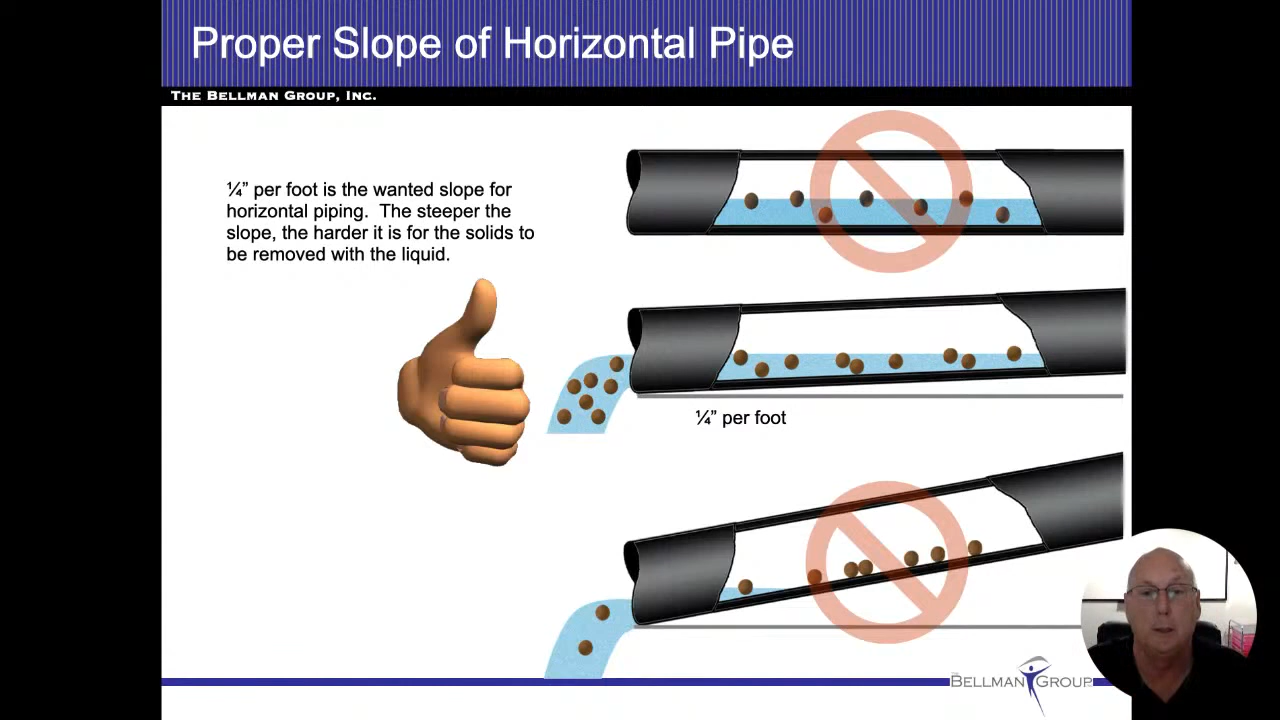 Proper Slope of Horizontal Pipe
THE BELLMAN GROUP, INC.
¼” per foot is the wanted slope for
horizontal piping.  The steeper the
slope, the harder it is for the solids to
be removed with the liquid.
¼” per foot
THE BELLMAN GROUP